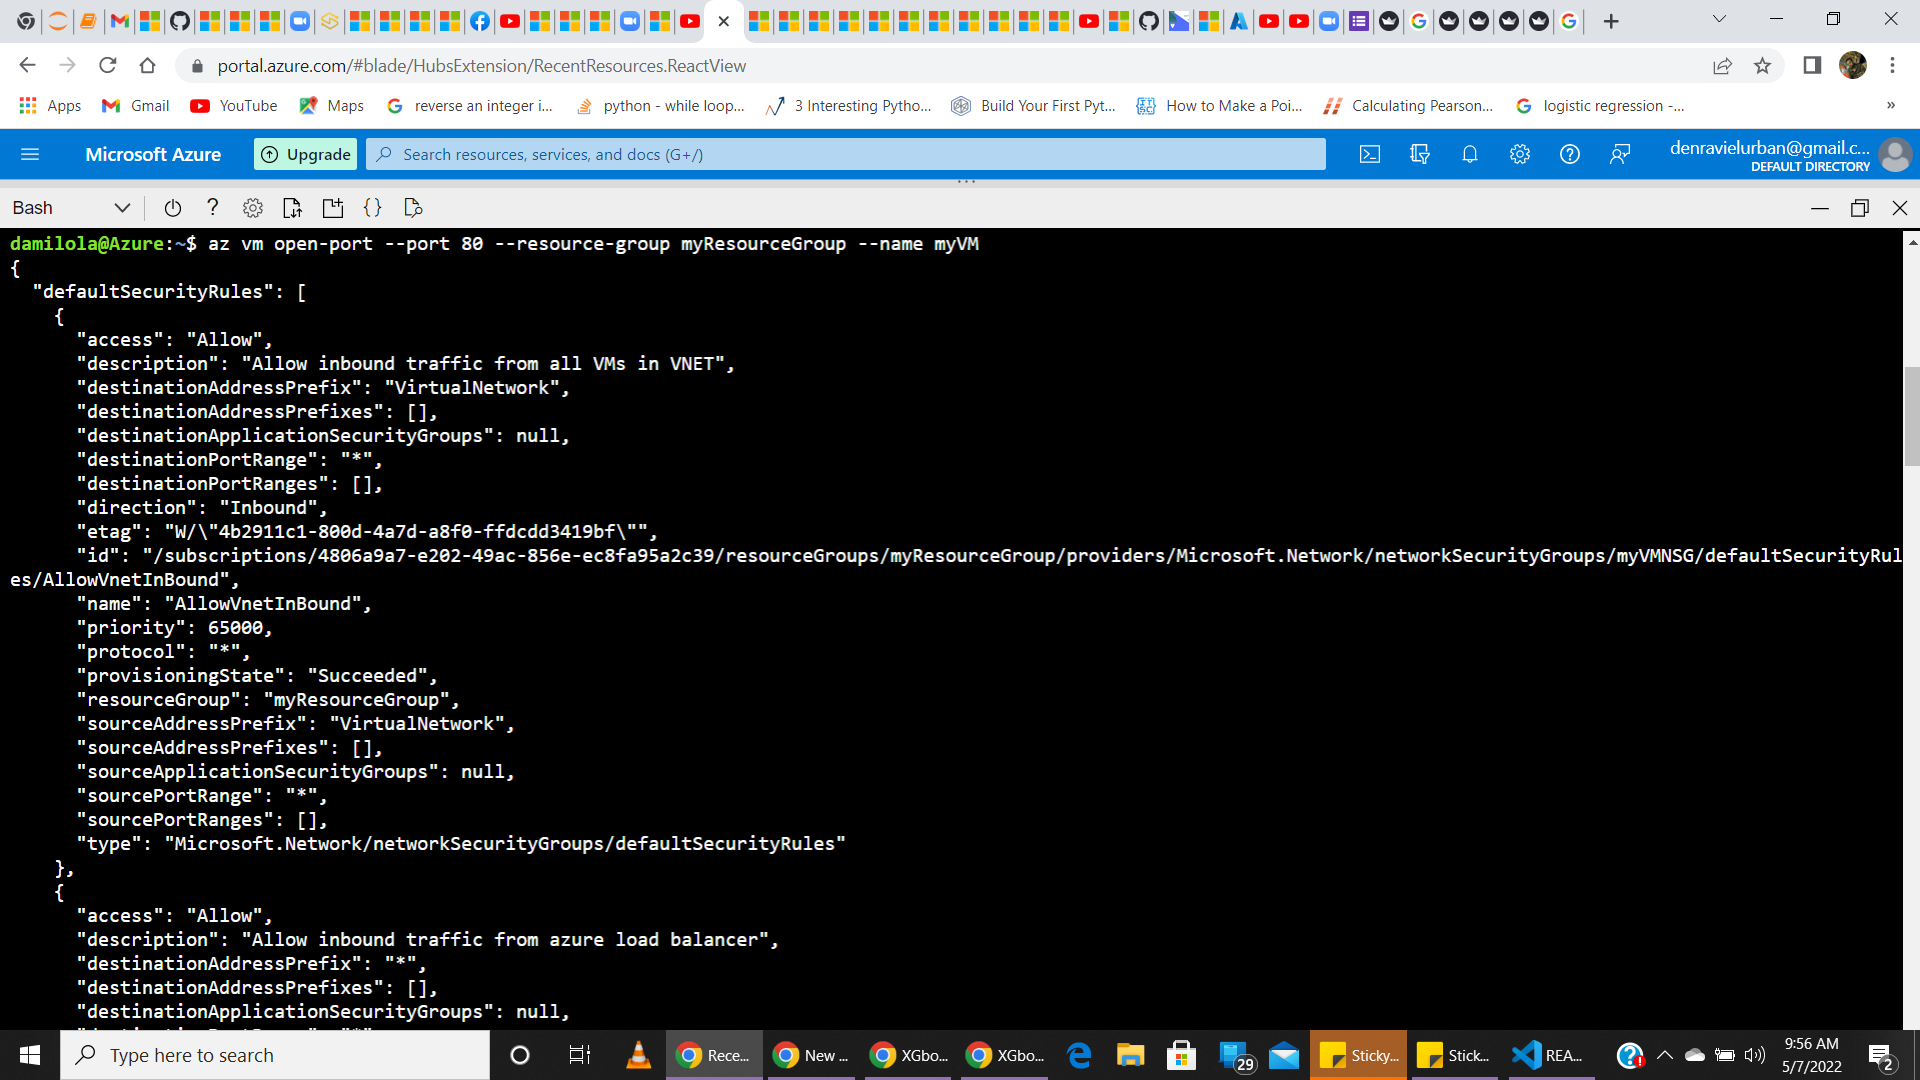 portal.azure.com/#blade/HubsExtension/RecentResources.ReactView
Apps Gmail YouTube Maps reverse an integer i... python - while loop... 3 Interesting Pytho... Build Your First Pyt... How to Make a Poi... Calculating Pearson... logistic regression -... »
Microsoft Azure Upgrade Search resources, services, and docs (G+/) denravielurban@gmail.c...
DEFAULT DIRECTORY
Bash
damilola@Azure:~$ az vm open-port --port 80 --resource-group myResourceGroup --name myVM
{
"defaultSecurityRules": [
{
"access": "Allow",
"description": "Allow inbound traffic from all VMs in VNET",
"destinationAddressPrefix": "VirtualNetwork",
"destinationAddressPrefixes": [],
"destinationApplicationSecurityGroups": null,
"destinationPortRange": "*",
"destinationPortRanges": [],
"direction": "Inbound",
"etag": "W/\"4b2911c1-800d-4a7d-a8f0-ffdcdd3419bf\"",
"id": "/subscriptions/4806a9a7-e202-49ac-856e-ec8fa95a2c39/resourceGroups/myResourceGroup/providers/Microsoft.Network/networkSecurityGroups/myVMNSG/defaultSecurityRul
es/AllowVnetInBound",
"name": "AllowVnetInBound",
"priority": 65000,
"protocol": "*",
"provisioningState": "Succeeded",
"resourceGroup": "myResourceGroup",
"sourceAddressPrefix": "VirtualNetwork",
"sourceAddressPrefixes": [],
"sourceApplicationSecurityGroups": null,
"sourcePortRange": "*",
"sourcePortRanges": [],
"type": "Microsoft.Network/networkSecurityGroups/defaultSecurityRules"
},
{
"access": "Allow",
"description": "Allow inbound traffic from azure load balancer",
"destinationAddressPrefix": "*",
"destinationAddressPrefixes": [],
"destinationApplicationSecurityGroups": null,
Type here to search Rece... New ... XGbo... XGbo... 29 Sticky... Stick... REA... 9:56 AM
5/7/2022 2